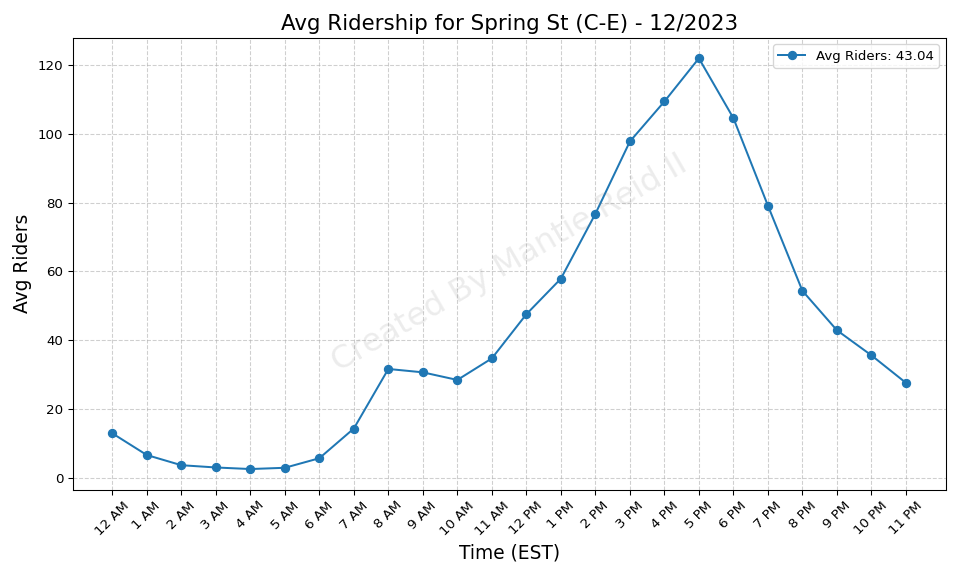 Avg Ridership for Spring St (C-E) - 12/2023
Avg Riders: 43.04
120
100
80
60
40
20
0
Avg Riders
Created By Mantie Reid II
12 AM
1 AM
2 AM
3 AM
4 AM
5 AM
6 AM
7 AM
8 AM
9 AM
10 AM
11 AM
12 PM
1 PM
2 PM
3 PM
4 PM
5 PM
6 PM
7 PM
8 PM
9 PM
10 PM
11 PM
Time (EST)